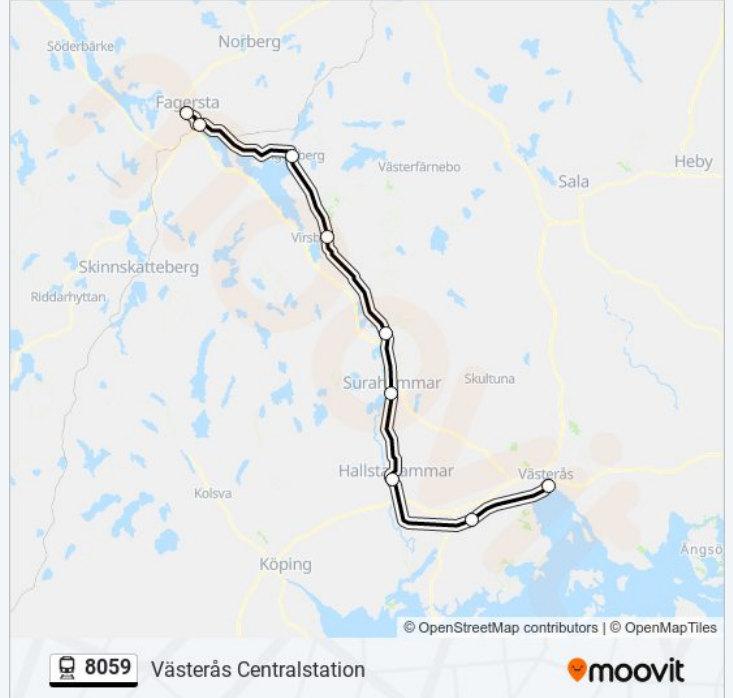 Söderbärke
Norberg
Fagersta
Västerfärnebo
Heby
Sala
Virsb
Skinnskatteberg
Riddarhyttan
Surahammar
Skultuna
Hallstahammar
Västerås
Kolsva
Ängsö
Köping
© OpenStreetMap contributors | © OpenMapTiles
8059 Västerås Centralstation
moovit